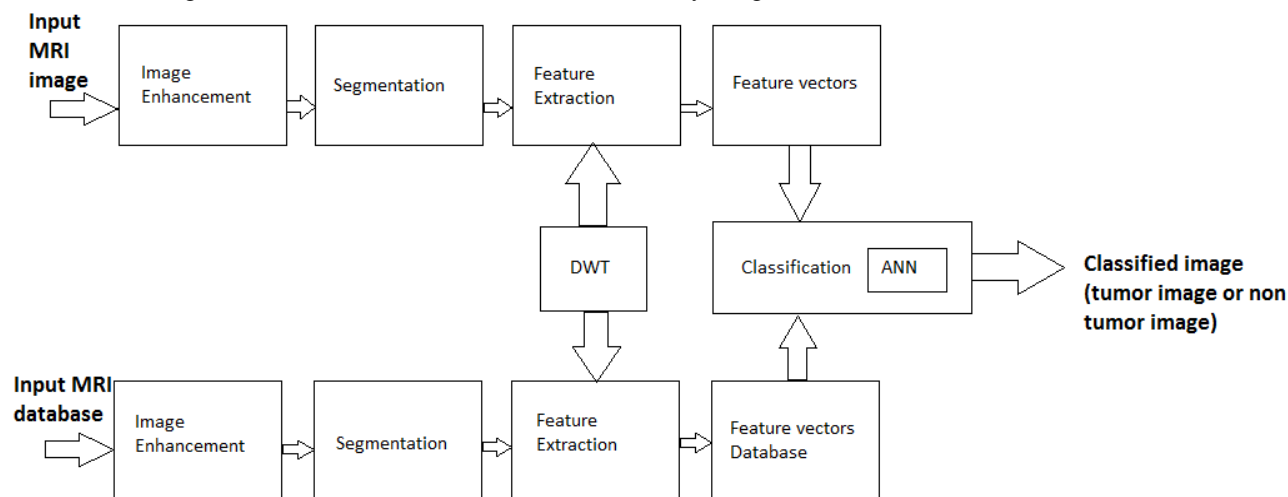 Input
MRI
image
Image
Enhancement
Segmentation
Feature
Extraction
Feature vectors
DWT
Classification
ANN
Classified image
(tumor image or non
tumor image)
Input MRI
database
Image
Enhancement
Segmentation
Feature
Extraction
Feature vectors
Database